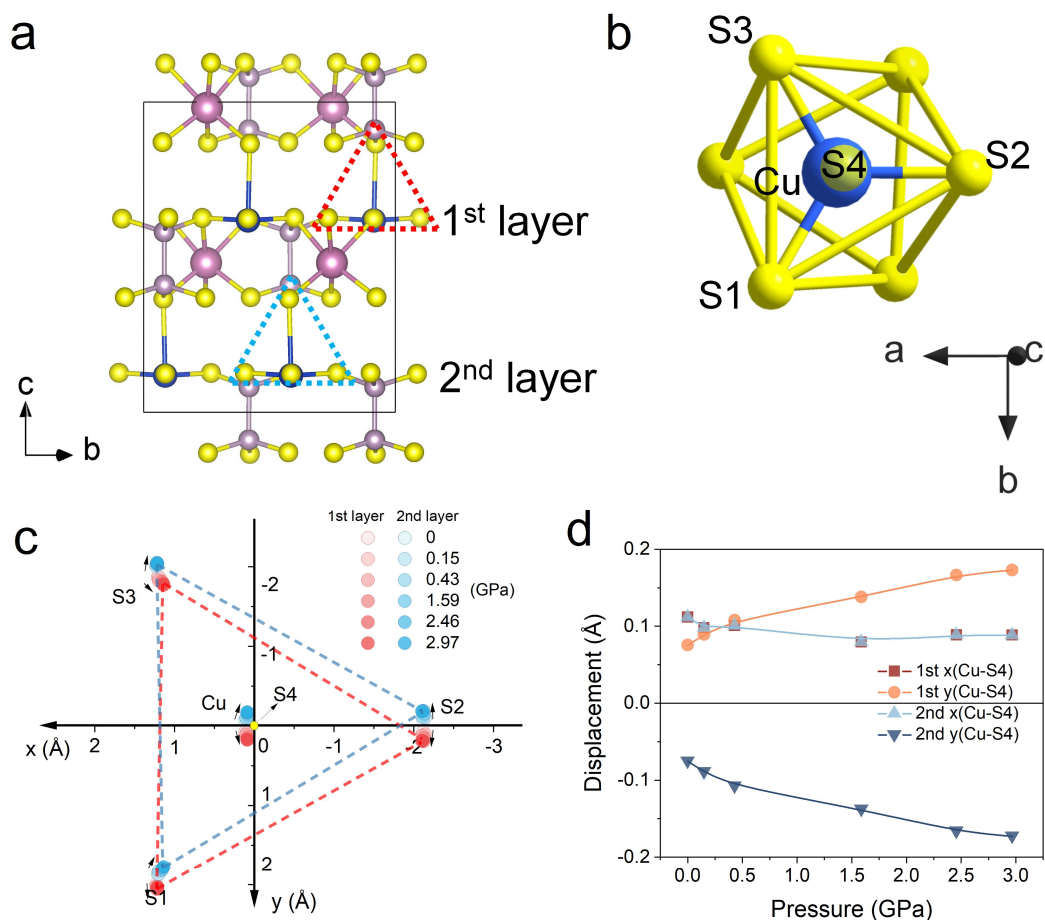 a
1st layer
2nd layer
c
b
b
S3
S2
S4
Cu
S1
a
c
b
c
1st layer 2nd layer
0
0.15
0.43
(GPa)
1.59
2.46
2.97
-2
-1
1
2
S3
Cu
S4
S2
S1
x (Å)
2
1
0
-1
-2
-3
y (Å)
d
Displacement (Å)
0.2
0.1
0.0
-0.1
-0.2
1st x(Cu-S4)
1st y(Cu-S4)
2nd x(Cu-S4)
2nd y(Cu-S4)
0.0 0.5 1.0 1.5 2.0 2.5 3.0
Pressure (GPa)